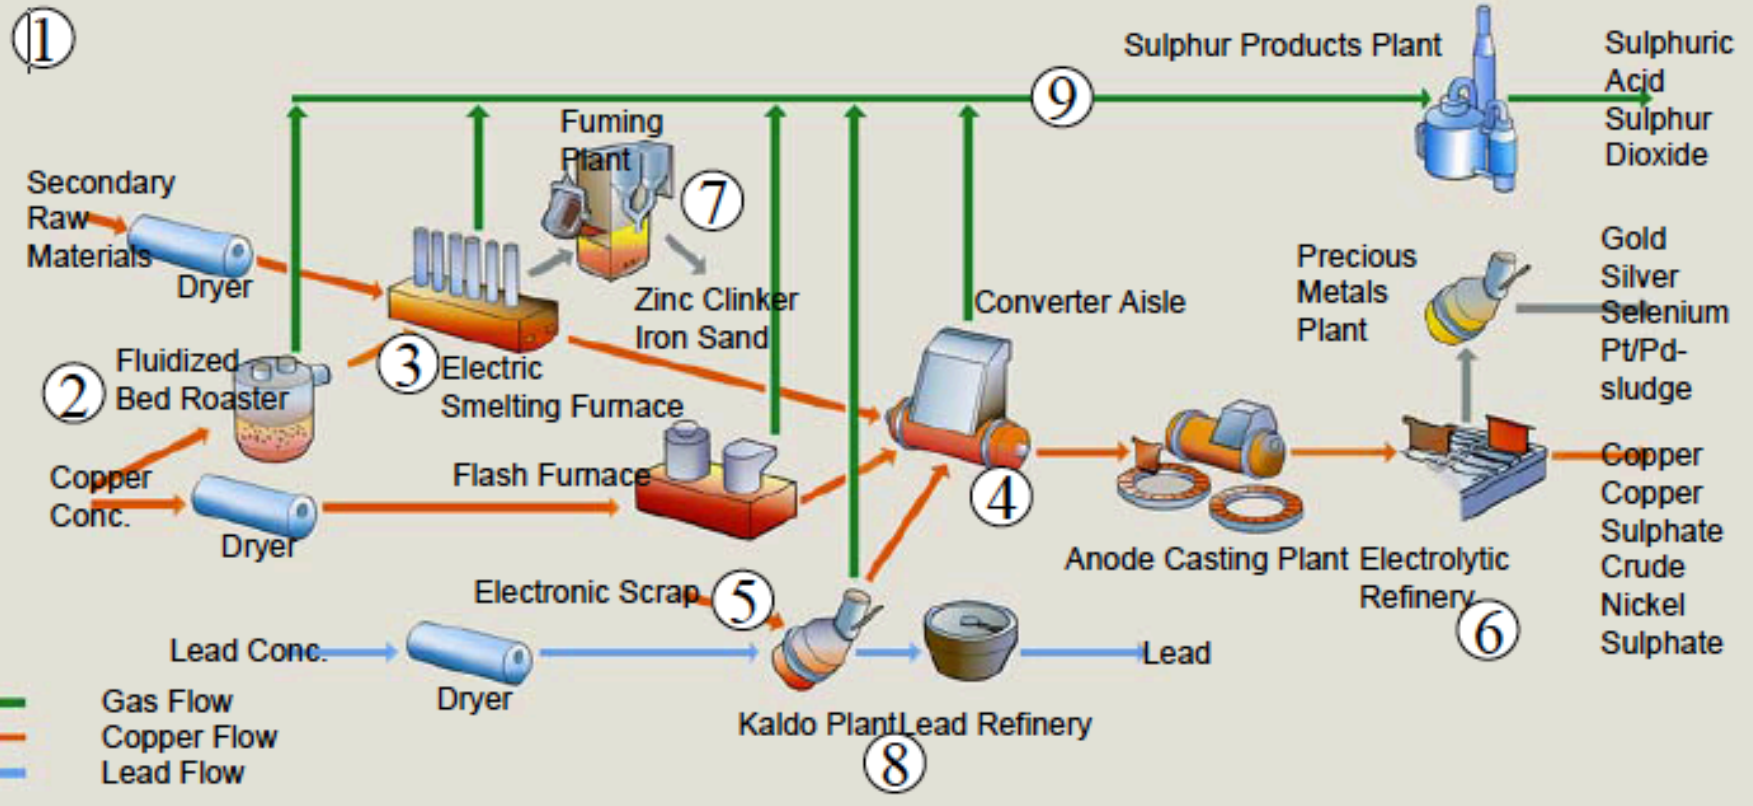 1
Sulphur Products Plant
Sulphuric
Acid
Sulphur
Dioxide
9
Fuming
Plant
7
Secondary
Raw
Materials
Dryer
Zinc Clinker
Iron Sand
Converter Aisle
Precious
Metals
Plant
Gold
Silver
Selenium
Pt/Pd-
sludge
2
Fluidized
Bed Roaster
3
Electric
Smelting Furnace
Copper
Conc.
Dryer
Flash Furnace
4
Anode Casting Plant
Electrolytic
Refinery
6
Copper
Copper
Sulphate
Crude
Nickel
Sulphate
Electronic Scrap
5
Lead Conc.
Dryer
Lead
Kaldo Plant
Lead Refinery
8
Gas Flow
Copper Flow
Lead Flow